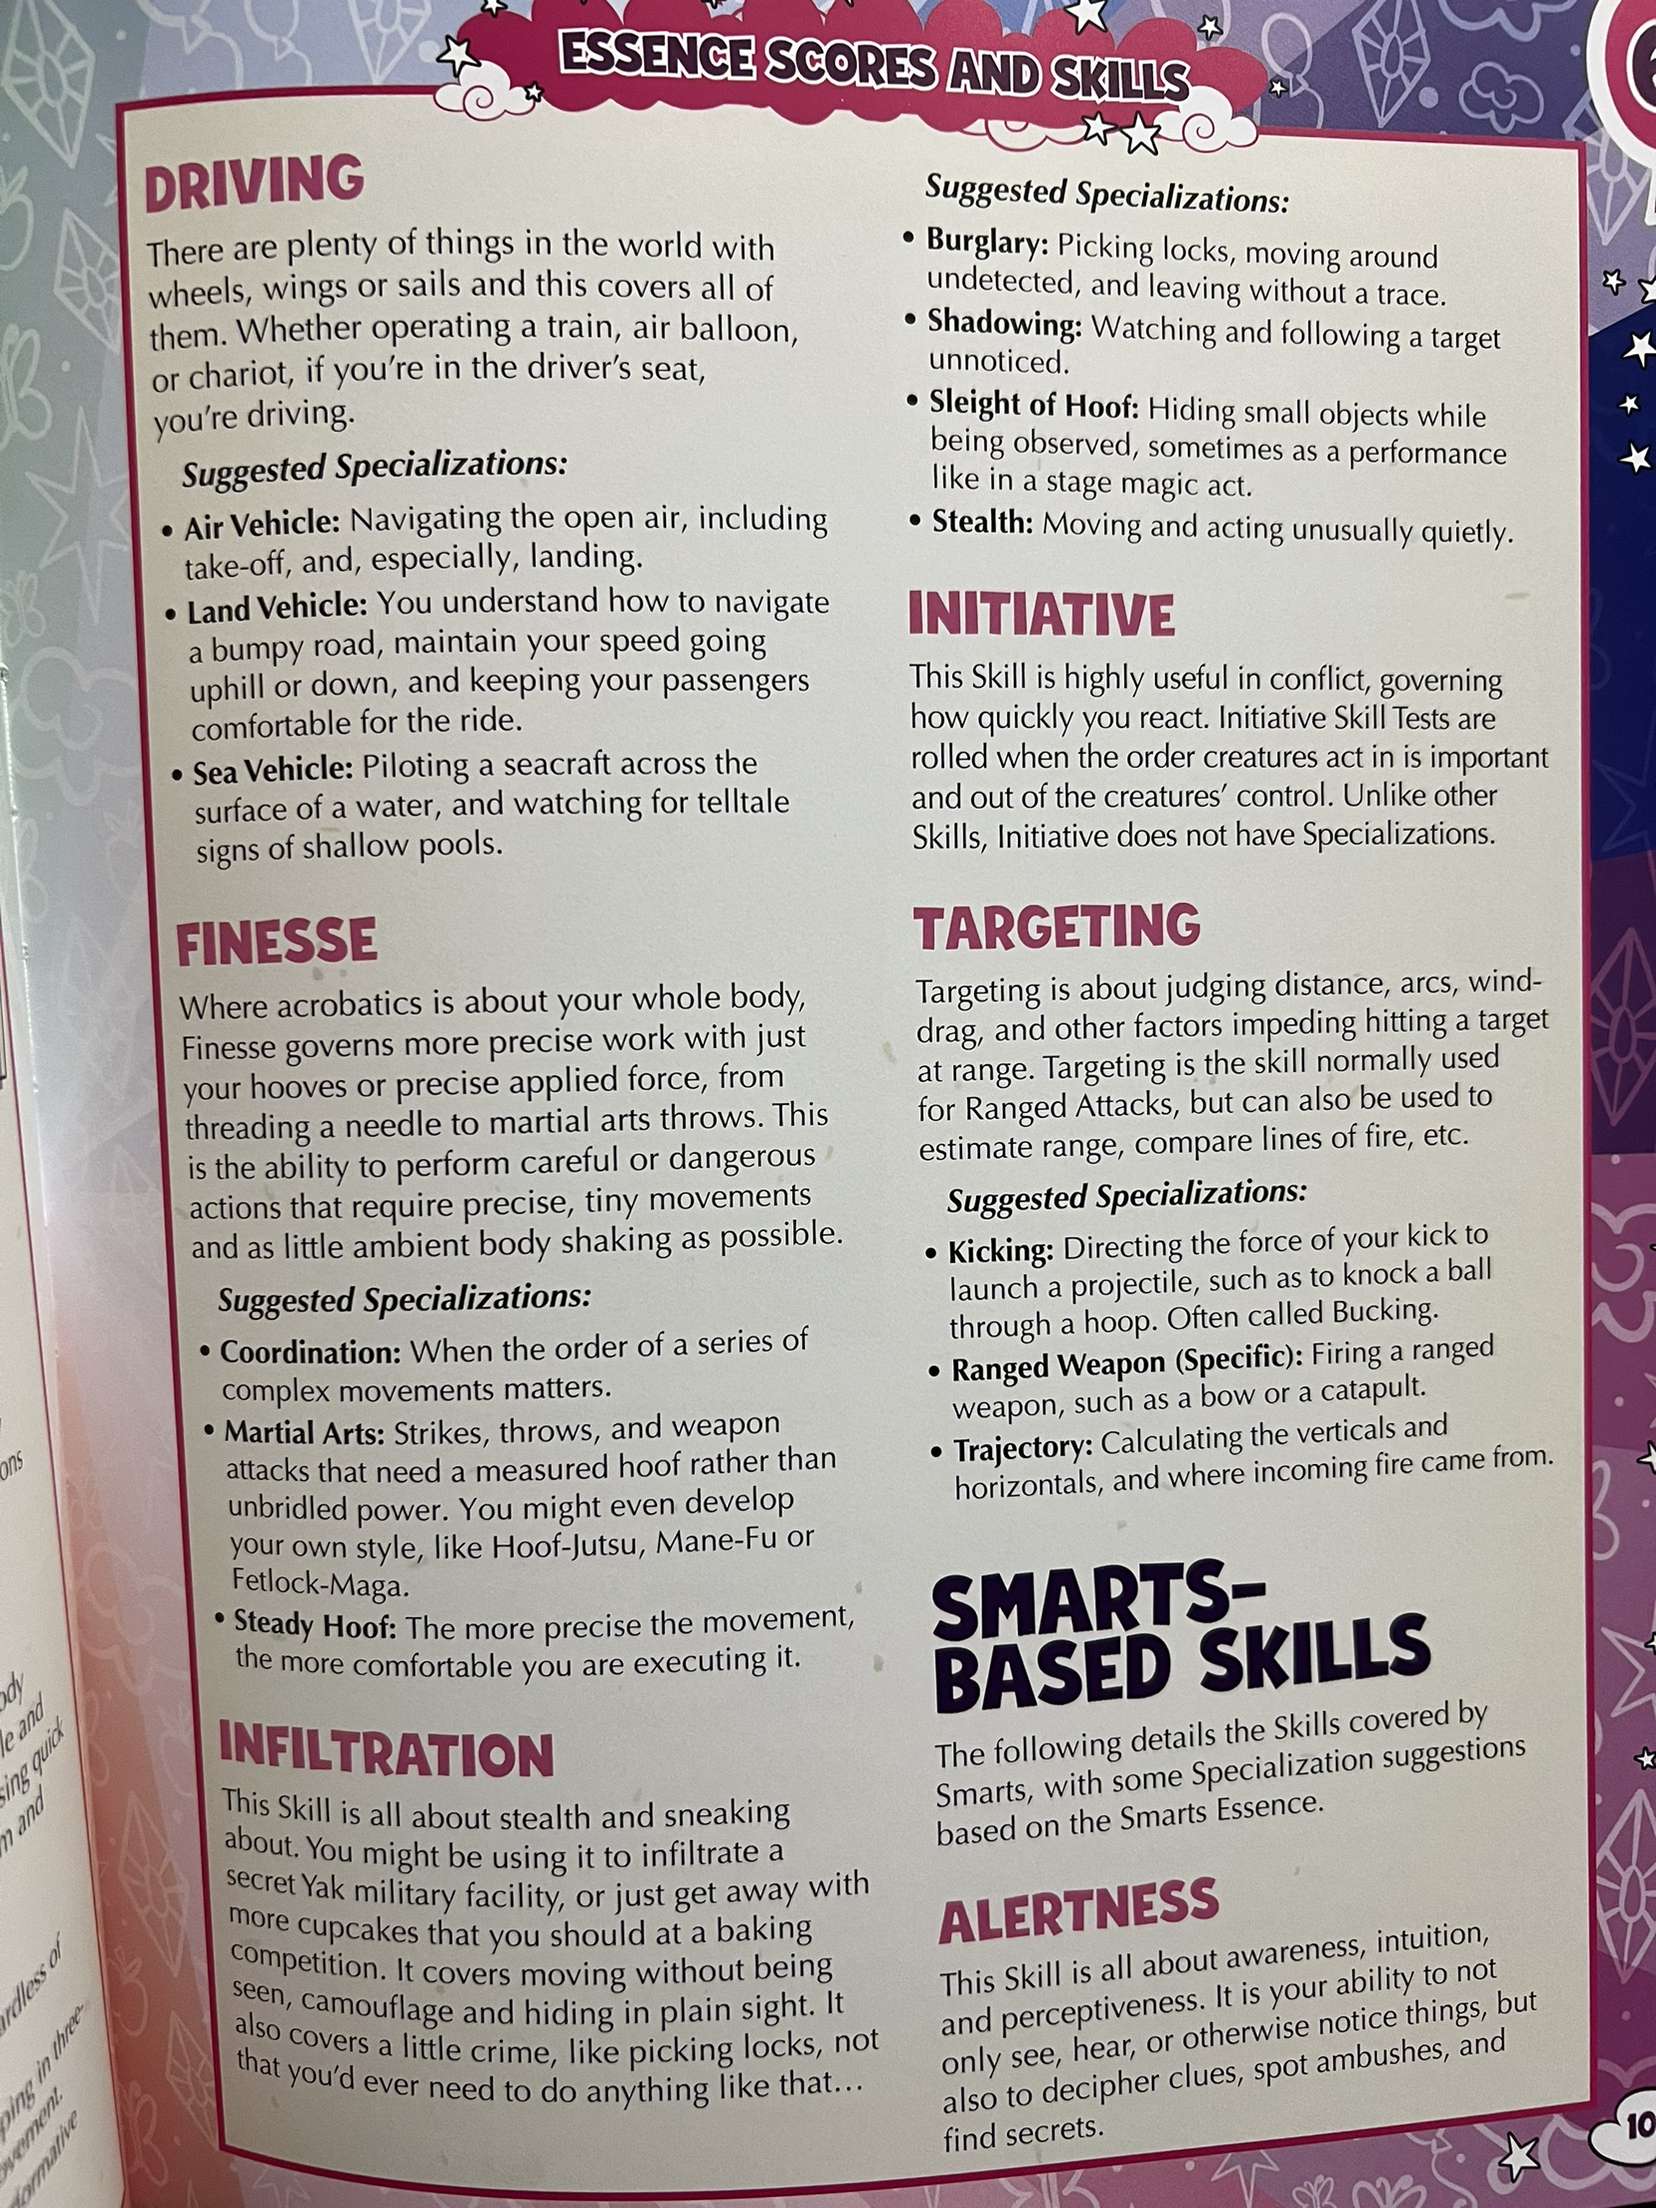 ESSENCE SCORES AND SKILLS
DRIVING
There are plenty of things in the world with
wheels, wings or sails and this covers all of
them. Whether operating a train, air balloon,
or chariot, if you're in the driver's seat,
you're driving.
Suggested Specializations:
• Air Vehicle: Navigating the open air, including
take-off, and, especially, landing.
• Land Vehicle: You understand how to navigate
a bumpy road, maintain your speed going
uphill or down, and keeping your passengers
comfortable for the ride.
• Sea Vehicle: Piloting a seacraft across the
surface of a water, and watching for telltale
signs of shallow pools.
FINESSE
Where acrobatics is about your whole body,
Finesse governs more precise work with just
your hooves or precise applied force, from
threading a needle to martial arts throws. This
is the ability to perform careful or dangerous
actions that require precise, tiny movements
and as little ambient body shaking as possible.
Suggested Specializations:
• Coordination: When the order of a series of
complex movements matters.
• Martial Arts: Strikes, throws, and weapon
attacks that need a measured hoof rather than
unbridled power. You might even develop
your own style, like Hoof-Jutsu, Mane-Fu or
Fetlock-Maga.
• Steady Hoof: The more precise the movement,
the more comfortable you are executing it.
INFILTRATION
This Skill is all about stealth and sneaking
about. You might be using it to infiltrate a
secret Yak military facility, or just get away with
more cupcakes that you should at a baking
competition. It covers moving without being
seen, camouflage and hiding in plain sight. It
also covers a little crime, like picking locks, not
that you'd ever need to do anything like that…
Suggested Specializations:
• Burglary: Picking locks, moving around
undetected, and leaving without a trace.
• Shadowing: Watching and following a target
unnoticed.
• Sleight of Hoof: Hiding small objects while
being observed, sometimes as a performance
like in a stage magic act.
• Stealth: Moving and acting unusually quietly.
INITIATIVE
This Skill is highly useful in conflict, governing
how quickly you react. Initiative Skill Tests are
rolled when the order creatures act in is important
and out of the creatures' control. Unlike other
Skills, Initiative does not have Specializations.
TARGETING
Targeting is about judging distance, arcs, wind-
drag, and other factors impeding hitting a target
at range. Targeting is the skill normally used
for Ranged Attacks, but can also be used to
estimate range, compare lines of fire, etc.
Suggested Specializations:
• Kicking: Directing the force of your kick to
launch a projectile, such as to knock a ball
through a hoop. Often called Bucking.
• Ranged Weapon (Specific): Firing a ranged
weapon, such as a bow or a catapult.
• Trajectory: Calculating the verticals and
horizontals, and where incoming fire came from.
SMARTS-
BASED SKILLS
The following details the Skills covered by
Smarts, with some Specialization suggestions
based on the Smarts Essence.
ALERTNESS
This Skill is all about awareness, intuition,
and perceptiveness. It is your ability to not
only see, hear, or otherwise notice things, but
also to decipher clues, spot ambushes, and
find secrets.